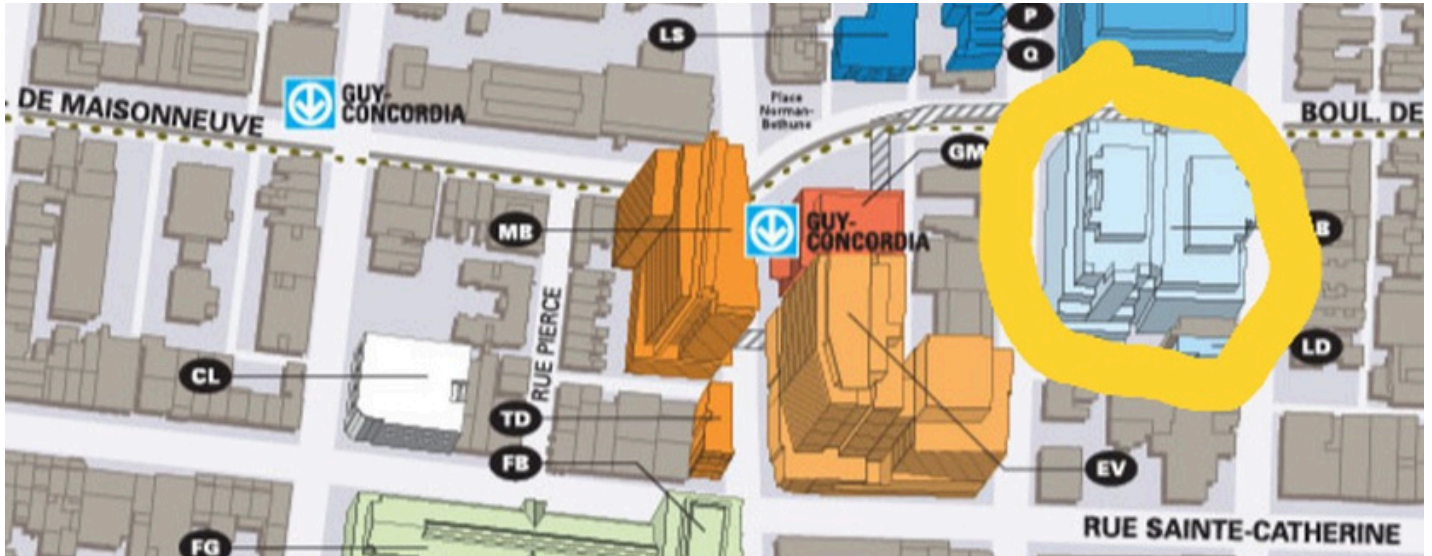 LS
P
Q
GUY-
CONCORDIA
. DE MAISONNEUVE
Place
Norman-
Bethune
BOUL. DE
GM
MB
GUY-
CONCORDIA
B
RUE PIERCE
LD
CL
TD
FB
EV
RUE SAINTE-CATHERINE
FG